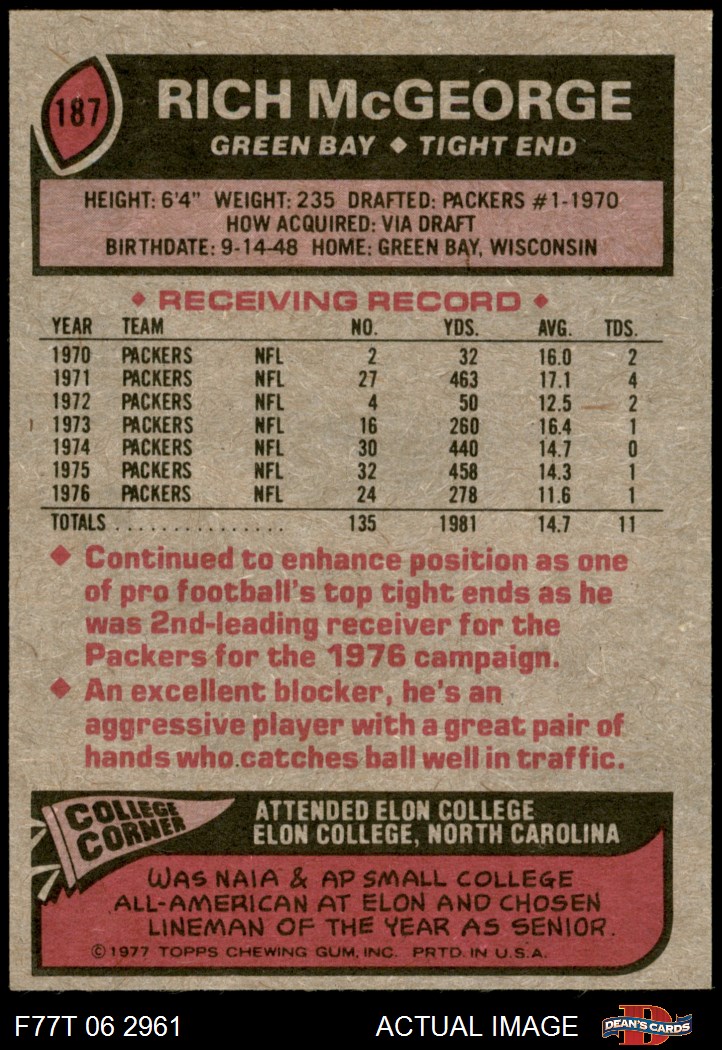 187
RICH McGEORGE
GREEN BAY ◆ TIGHT END
HEIGHT: 6'4" WEIGHT: 235 DRAFTED: PACKERS #1-1970
HOW ACQUIRED: VIA DRAFT
BIRTHDATE: 9-14-48 HOME: GREEN BAY, WISCONSIN
◆ RECEIVING RECORD ◆
YEAR TEAM NO. YDS. AVG. TDS.
1970 PACKERS NFL 2 32 16.0 2
1971 PACKERS NFL 27 463 17.1 4
1972 PACKERS NFL 4 50 12.5 2
1973 PACKERS NFL 16 260 16.4 1
1974 PACKERS NFL 30 440 14.7 0
1975 PACKERS NFL 32 458 14.3 1
1976 PACKERS NFL 24 278 11.6 1
TOTALS ............... 135 1981 14.7 11
◆ Continued to enhance position as one
of pro football's top tight ends as he
was 2nd-leading receiver for the
Packers for the 1976 campaign.
◆ An excellent blocker, he's an
aggressive player with a great pair of
hands who catches ball well in traffic.
COLLEGE
CORNER
ATTENDED ELON COLLEGE
ELON COLLEGE, NORTH CAROLINA
WAS NAIA & AP SMALL COLLEGE
ALL-AMERICAN AT ELON AND CHOSEN
LINEMAN OF THE YEAR AS SENIOR.
© 1977 TOPPS CHEWING GUM, INC. PRTD. IN U.S.A.
F77T 06 2961 ACTUAL IMAGE
D
DEAN'S CARDS